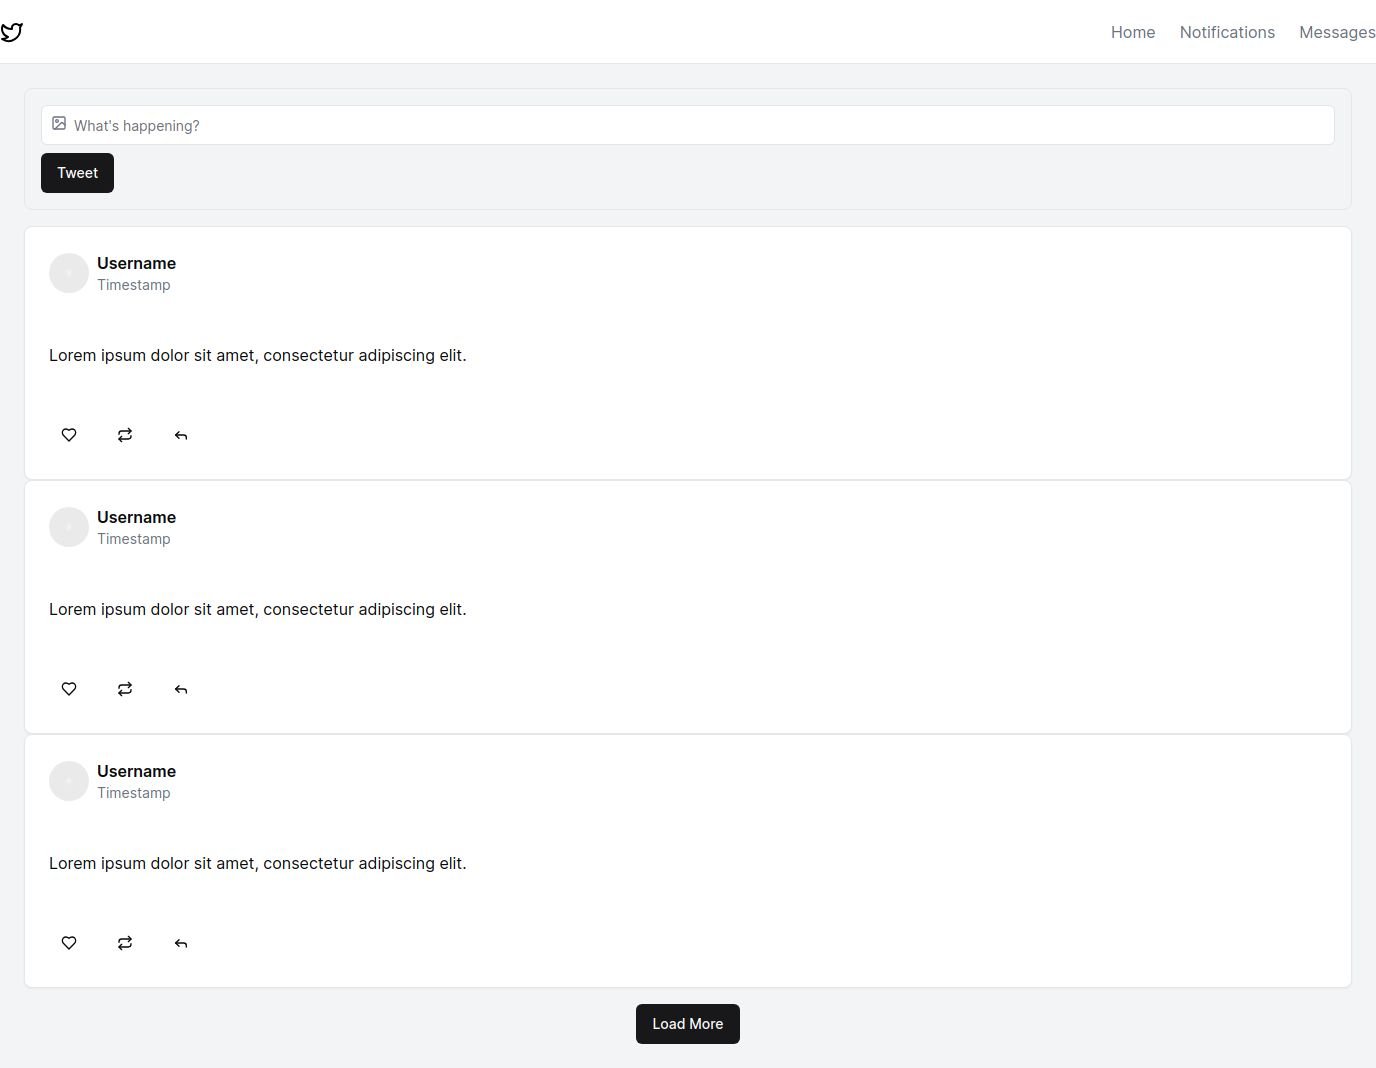 Home Notifications Messages
What's happening?
Tweet
Username
Timestamp
Lorem ipsum dolor sit amet, consectetur adipiscing elit.
Username
Timestamp
Lorem ipsum dolor sit amet, consectetur adipiscing elit.
Username
Timestamp
Lorem ipsum dolor sit amet, consectetur adipiscing elit.
Load More